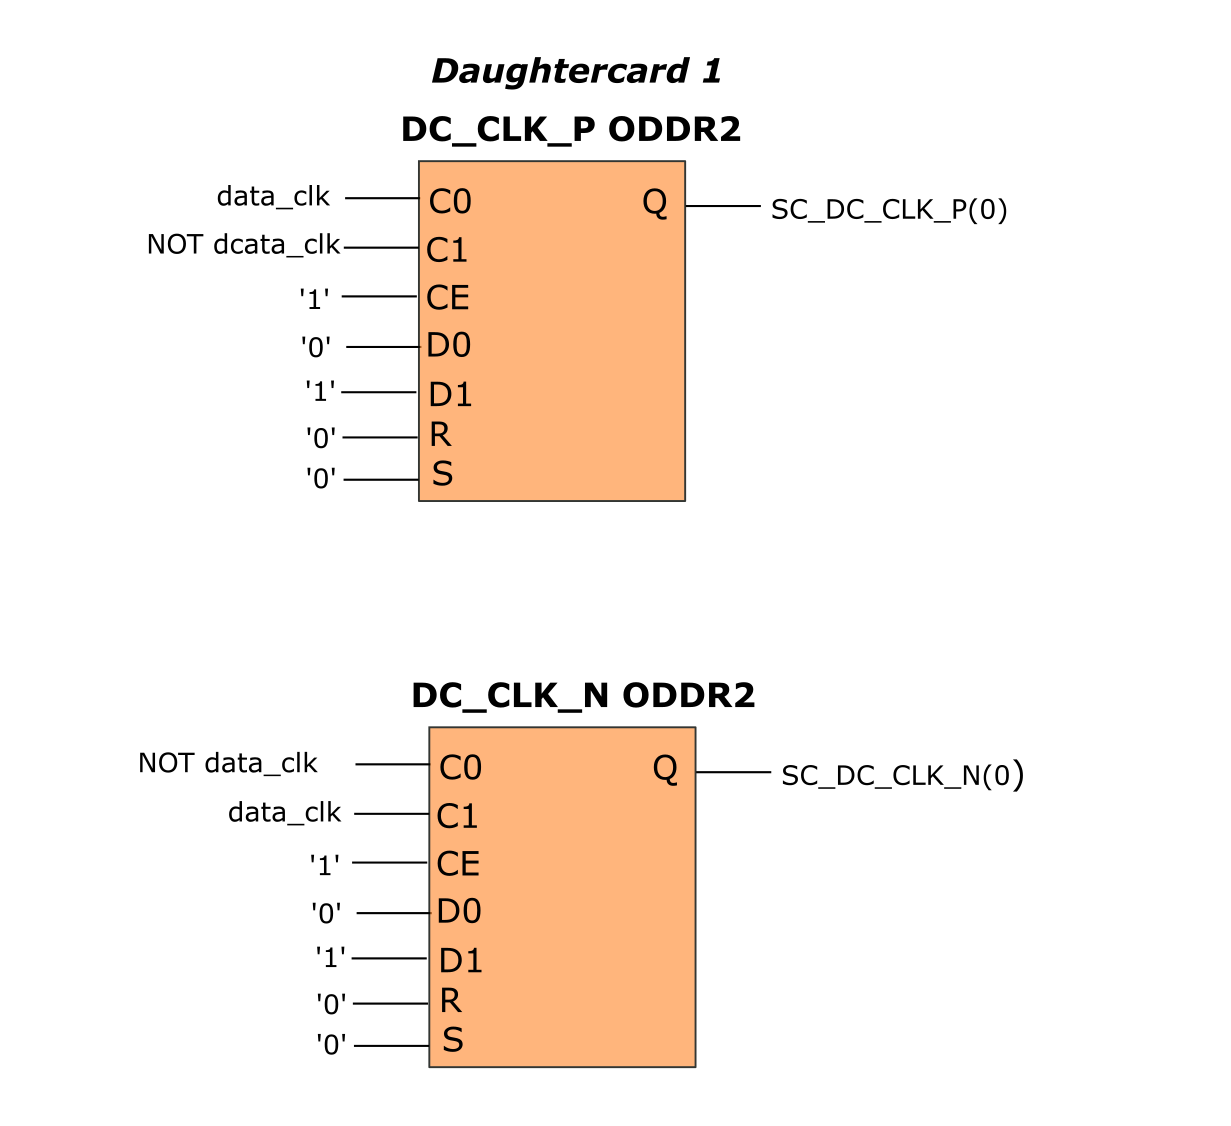 Daughtercard 1
DC_CLK_P ODDR2
data_clk C0 Q SC_DC_CLK_P(0)
NOT dcata_clk C1
'1' CE
'0' D0
'1' D1
'0' R
'0' S
DC_CLK_N ODDR2
NOT data_clk C0 Q SC_DC_CLK_N(0)
data_clk C1
'1' CE
'0' D0
'1' D1
'0' R
'0' S